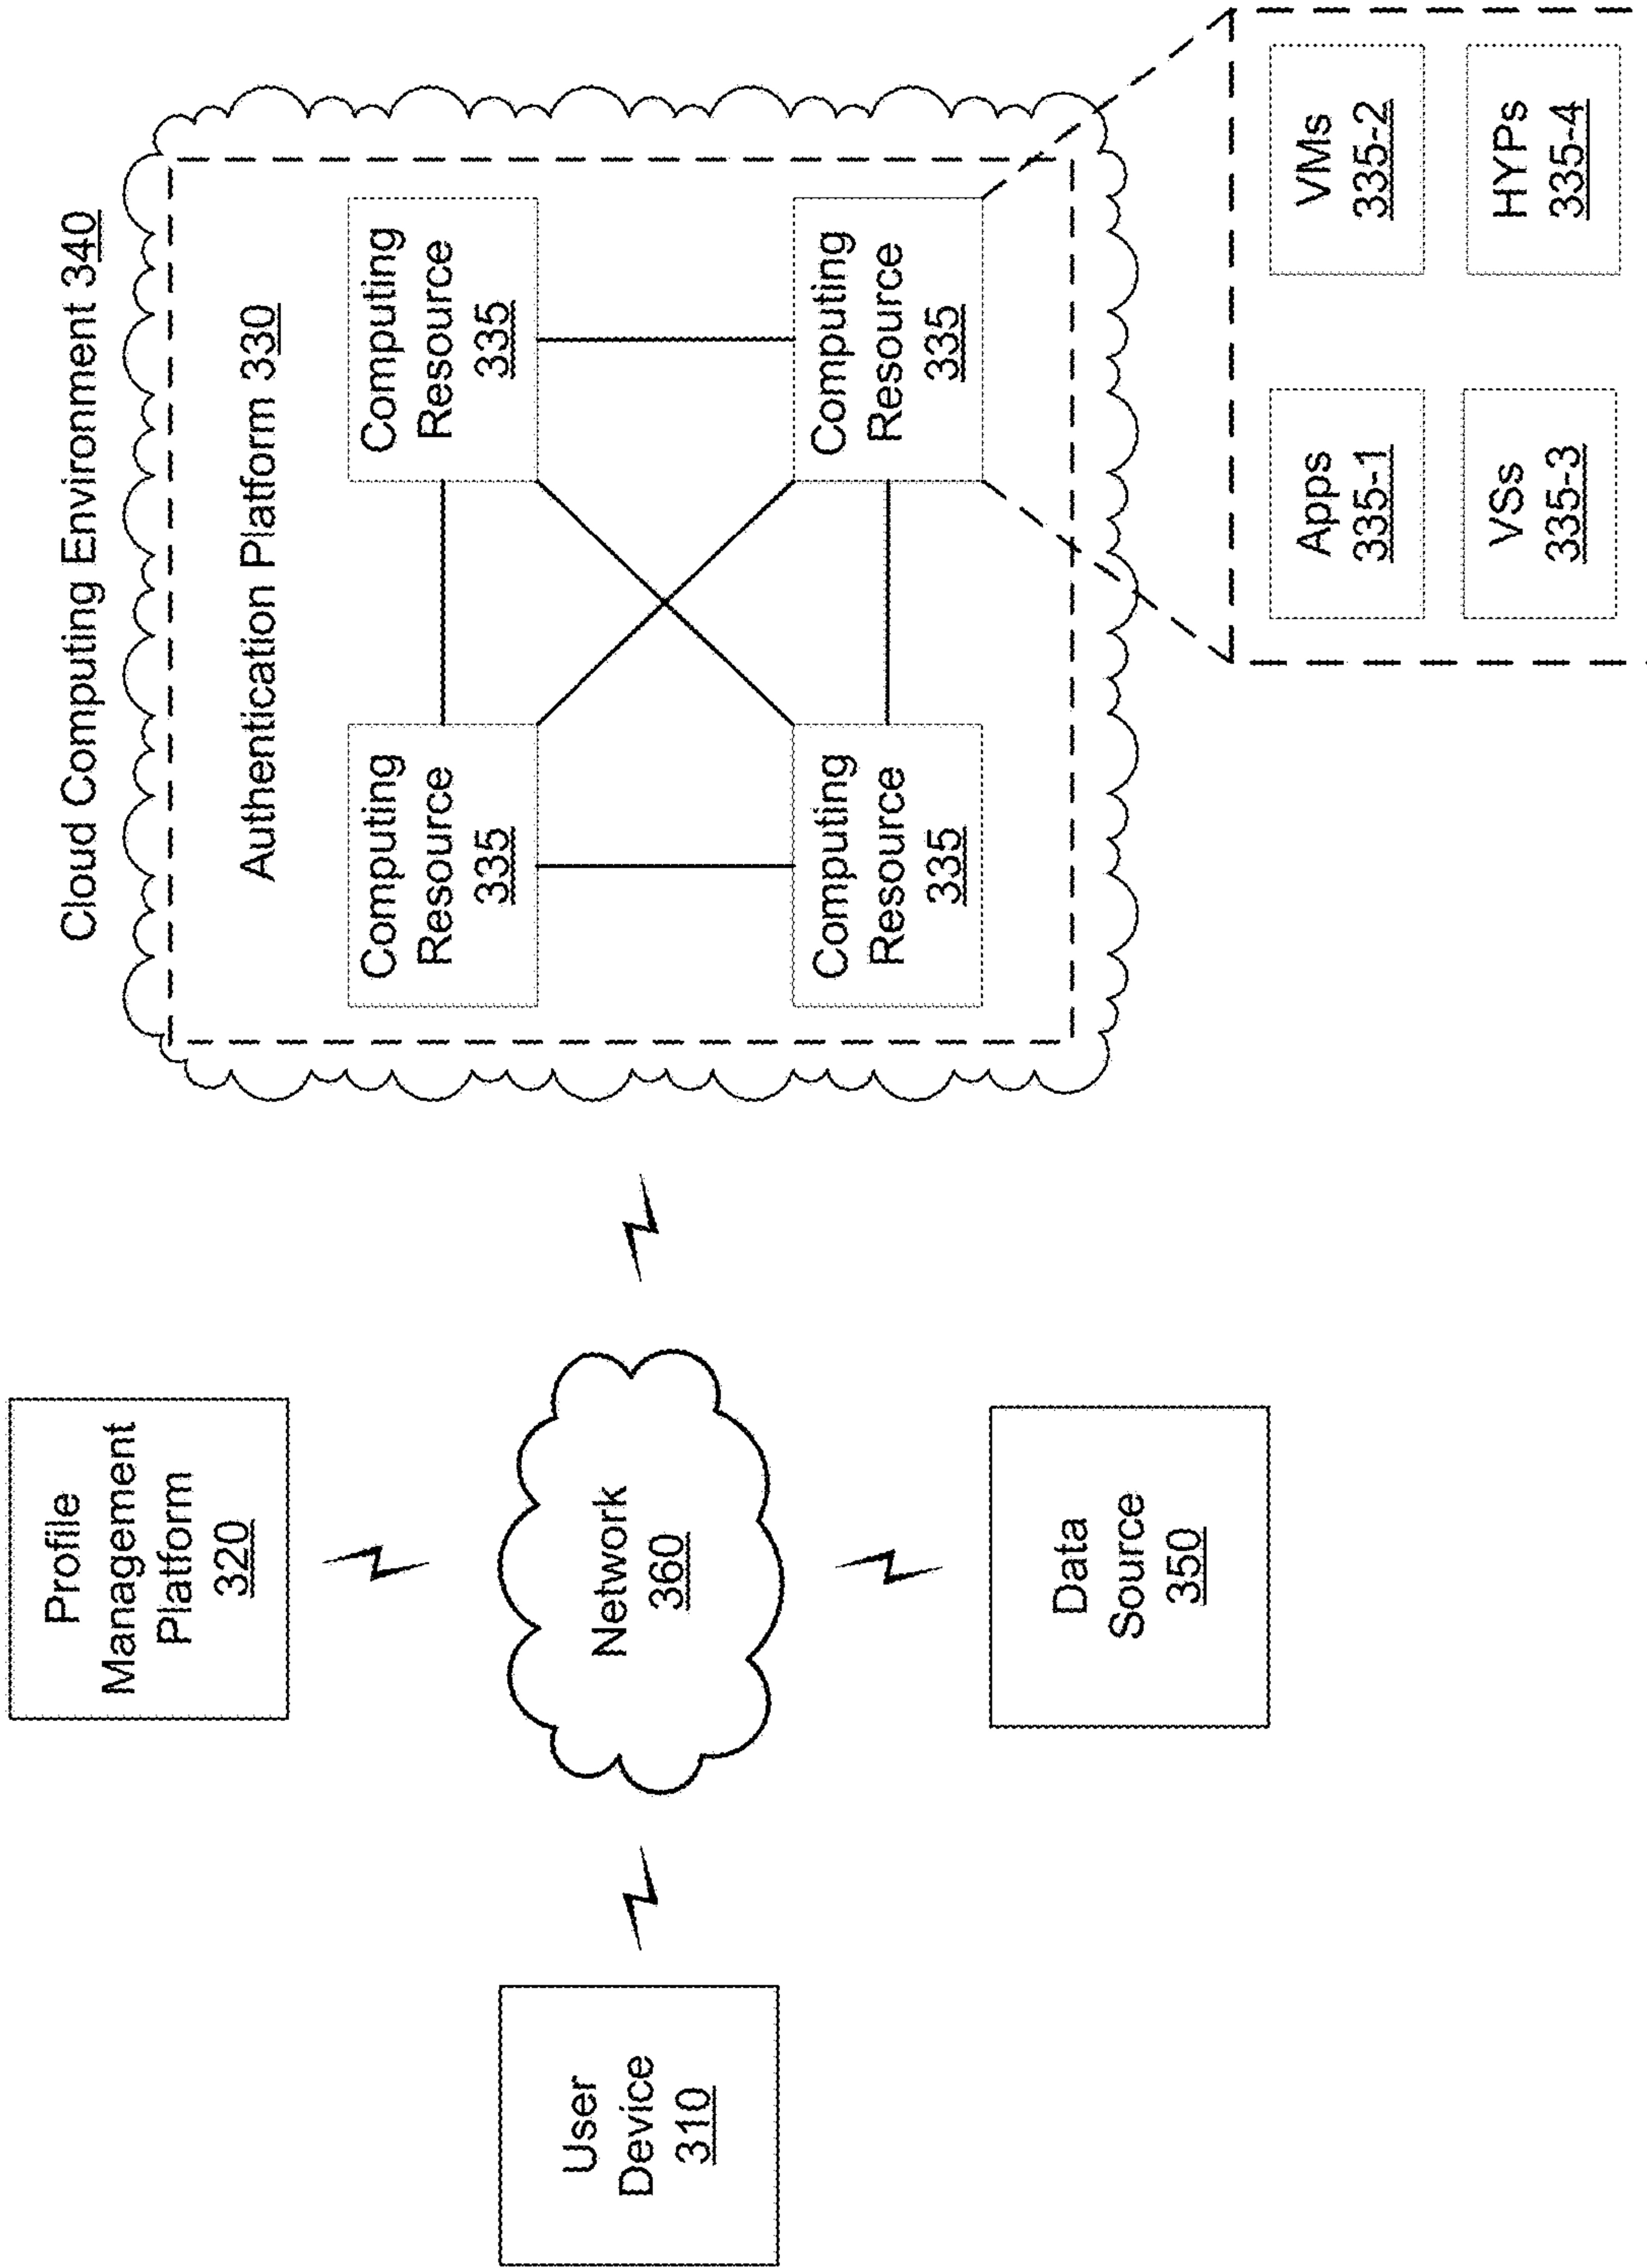 Profile
Management
Platform
320
User
Device
310
Network
360
Data
Source
350
Cloud Computing Environment 340
Authentication Platform 330
Computing
Resource
335
Computing
Resource
335
Computing
Resource
335
Computing
Resource
335
Apps
335-1
VMs
335-2
VSs
335-3
HYPs
335-4